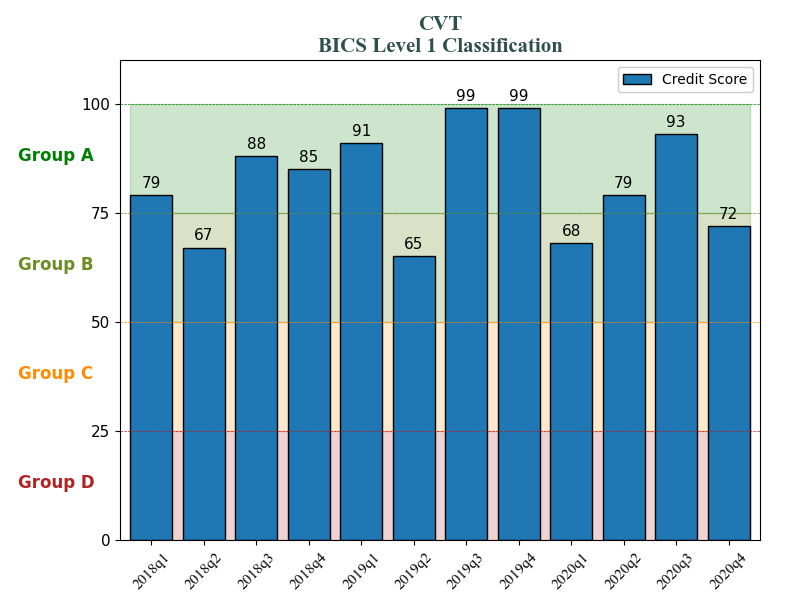 CVT
BICS Level 1 Classification
Credit Score
100
75
50
25
0
Group A
Group B
Group C
Group D
79
67
88
85
91
65
99
99
68
79
93
72
2018q1
2018q2
2018q3
2018q4
2019q1
2019q2
2019q3
2019q4
2020q1
2020q2
2020q3
2020q4